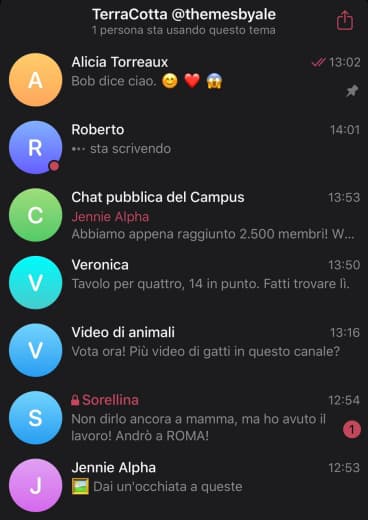 TerraCotta @themesbyale
1 persona sta usando questo tema
A
Alicia Torreaux
13:02
Bob dice ciao. 😊 ❤️ 😱
R
Roberto
14:01
••• sta scrivendo
C
Chat pubblica del Campus
13:53
Jennie Alpha
Abbiamo appena raggiunto 2.500 membri! W...
V
Veronica
13:50
Tavolo per quattro, 14 in punto. Fatti trovare lì.
V
Video di animali
13:16
Vota ora! Più video di gatti in questo canale?
S
Sorellina
12:54
Non dirlo ancora a mamma, ma ho avuto il
lavoro! Andrò a ROMA!
1
J
Jennie Alpha
12:53
🖼️ Dai un'occhiata a queste